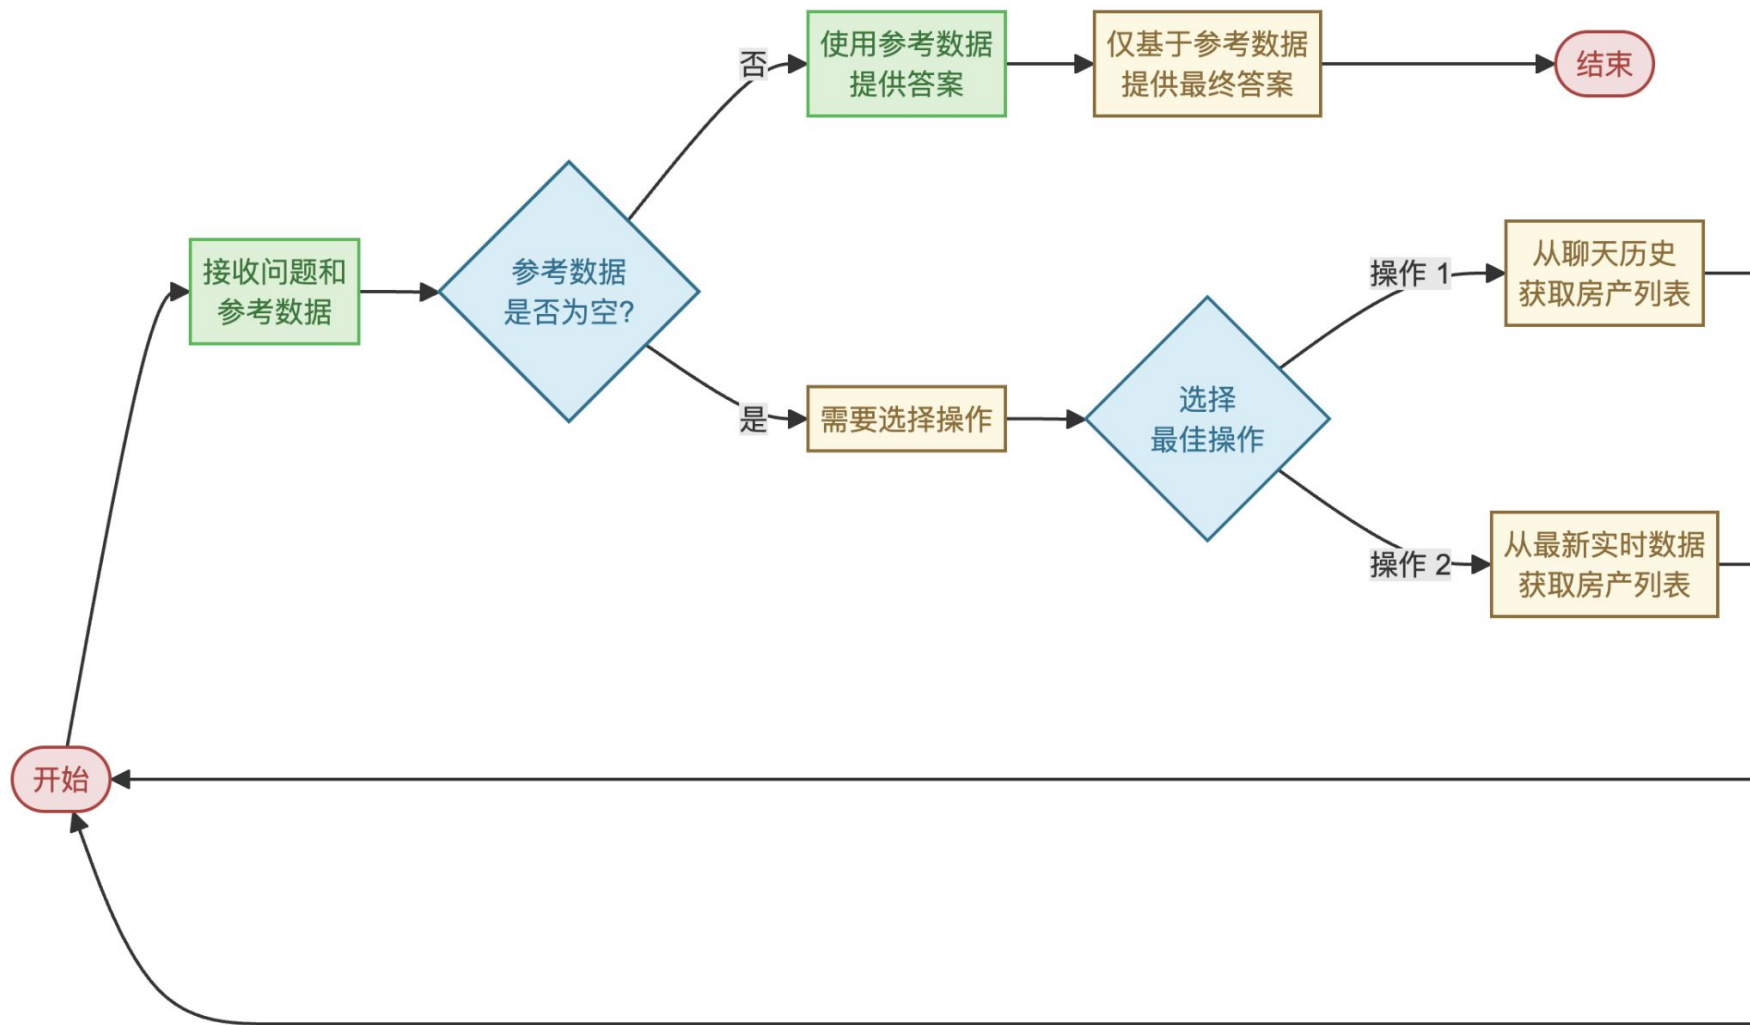 否
使用参考数据
提供答案
仅基于参考数据
提供最终答案
结束
接收问题和
参考数据
参考数据
是否为空?
操作 1
从聊天历史
获取房产列表
是
需要选择操作
选择
最佳操作
操作 2
从最新实时数据
获取房产列表
开始